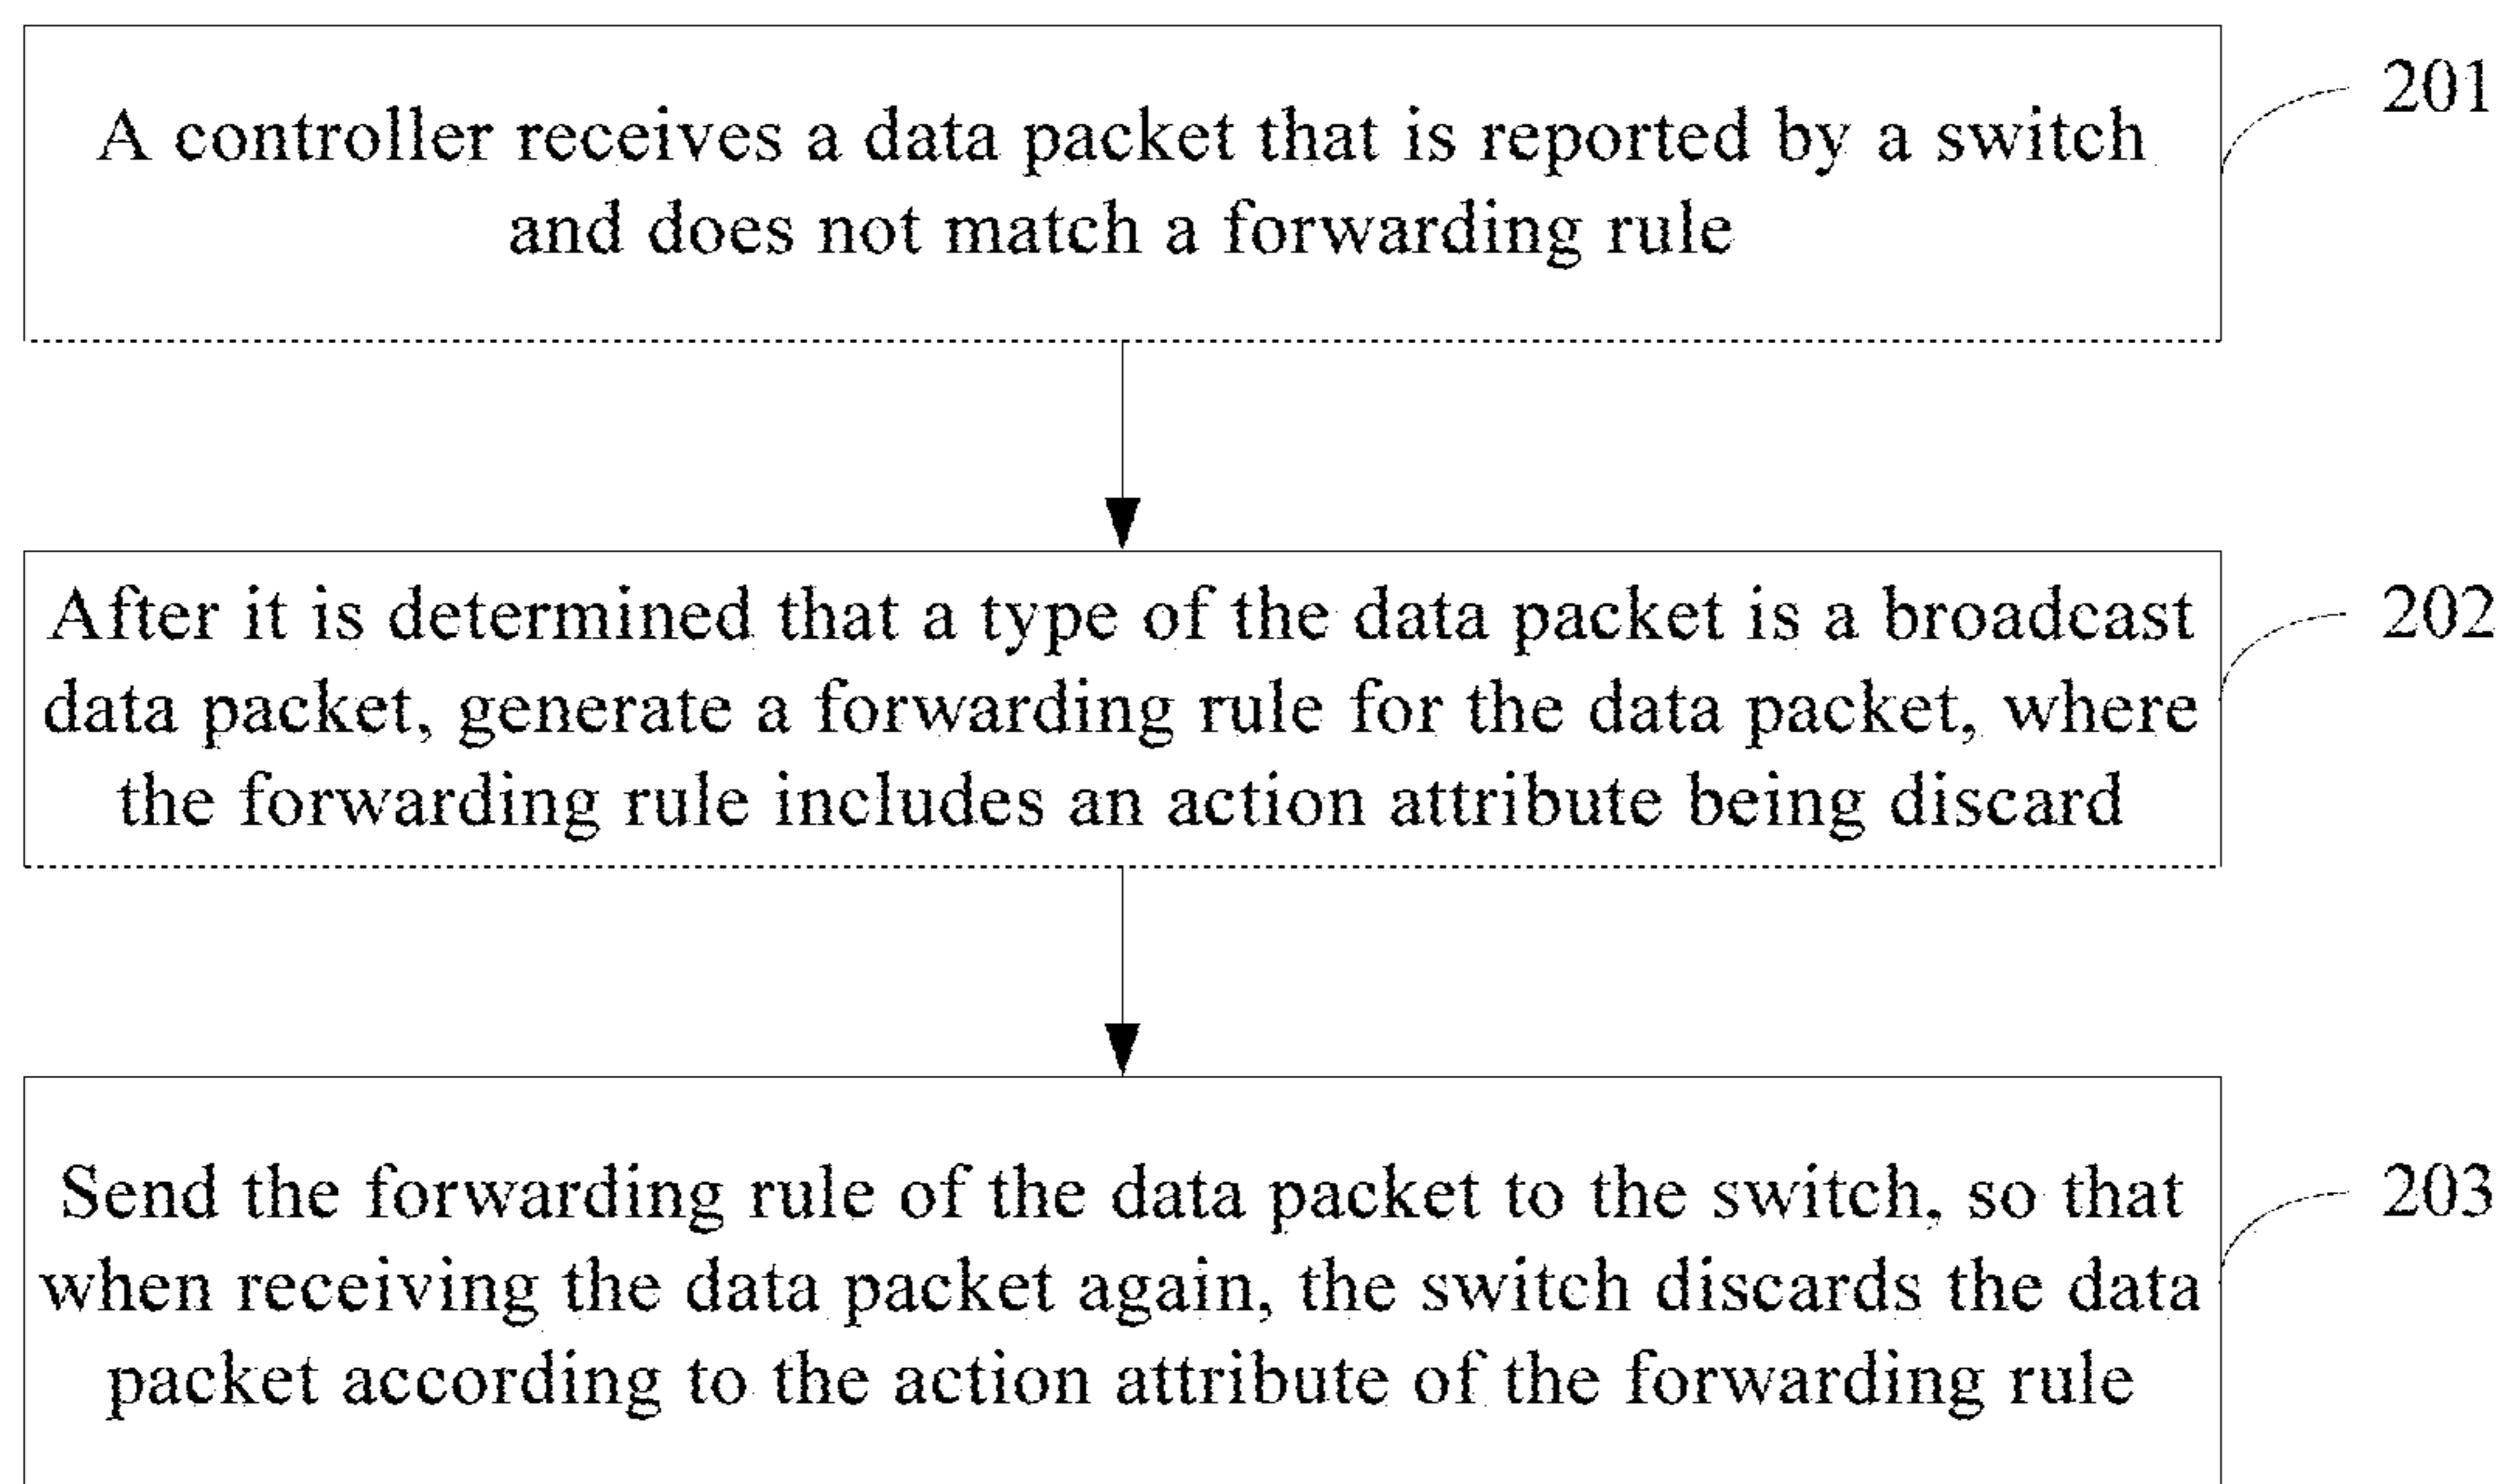 A controller receives a data packet that is reported by a switch
and does not match a forwarding rule
201
After it is determined that a type of the data packet is a broadcast
data packet, generate a forwarding rule for the data packet, where
the forwarding rule includes an action attribute being discard
202
Send the forwarding rule of the data packet to the switch, so that
when receiving the data packet again, the switch discards the data
packet according to the action attribute of the forwarding rule
203